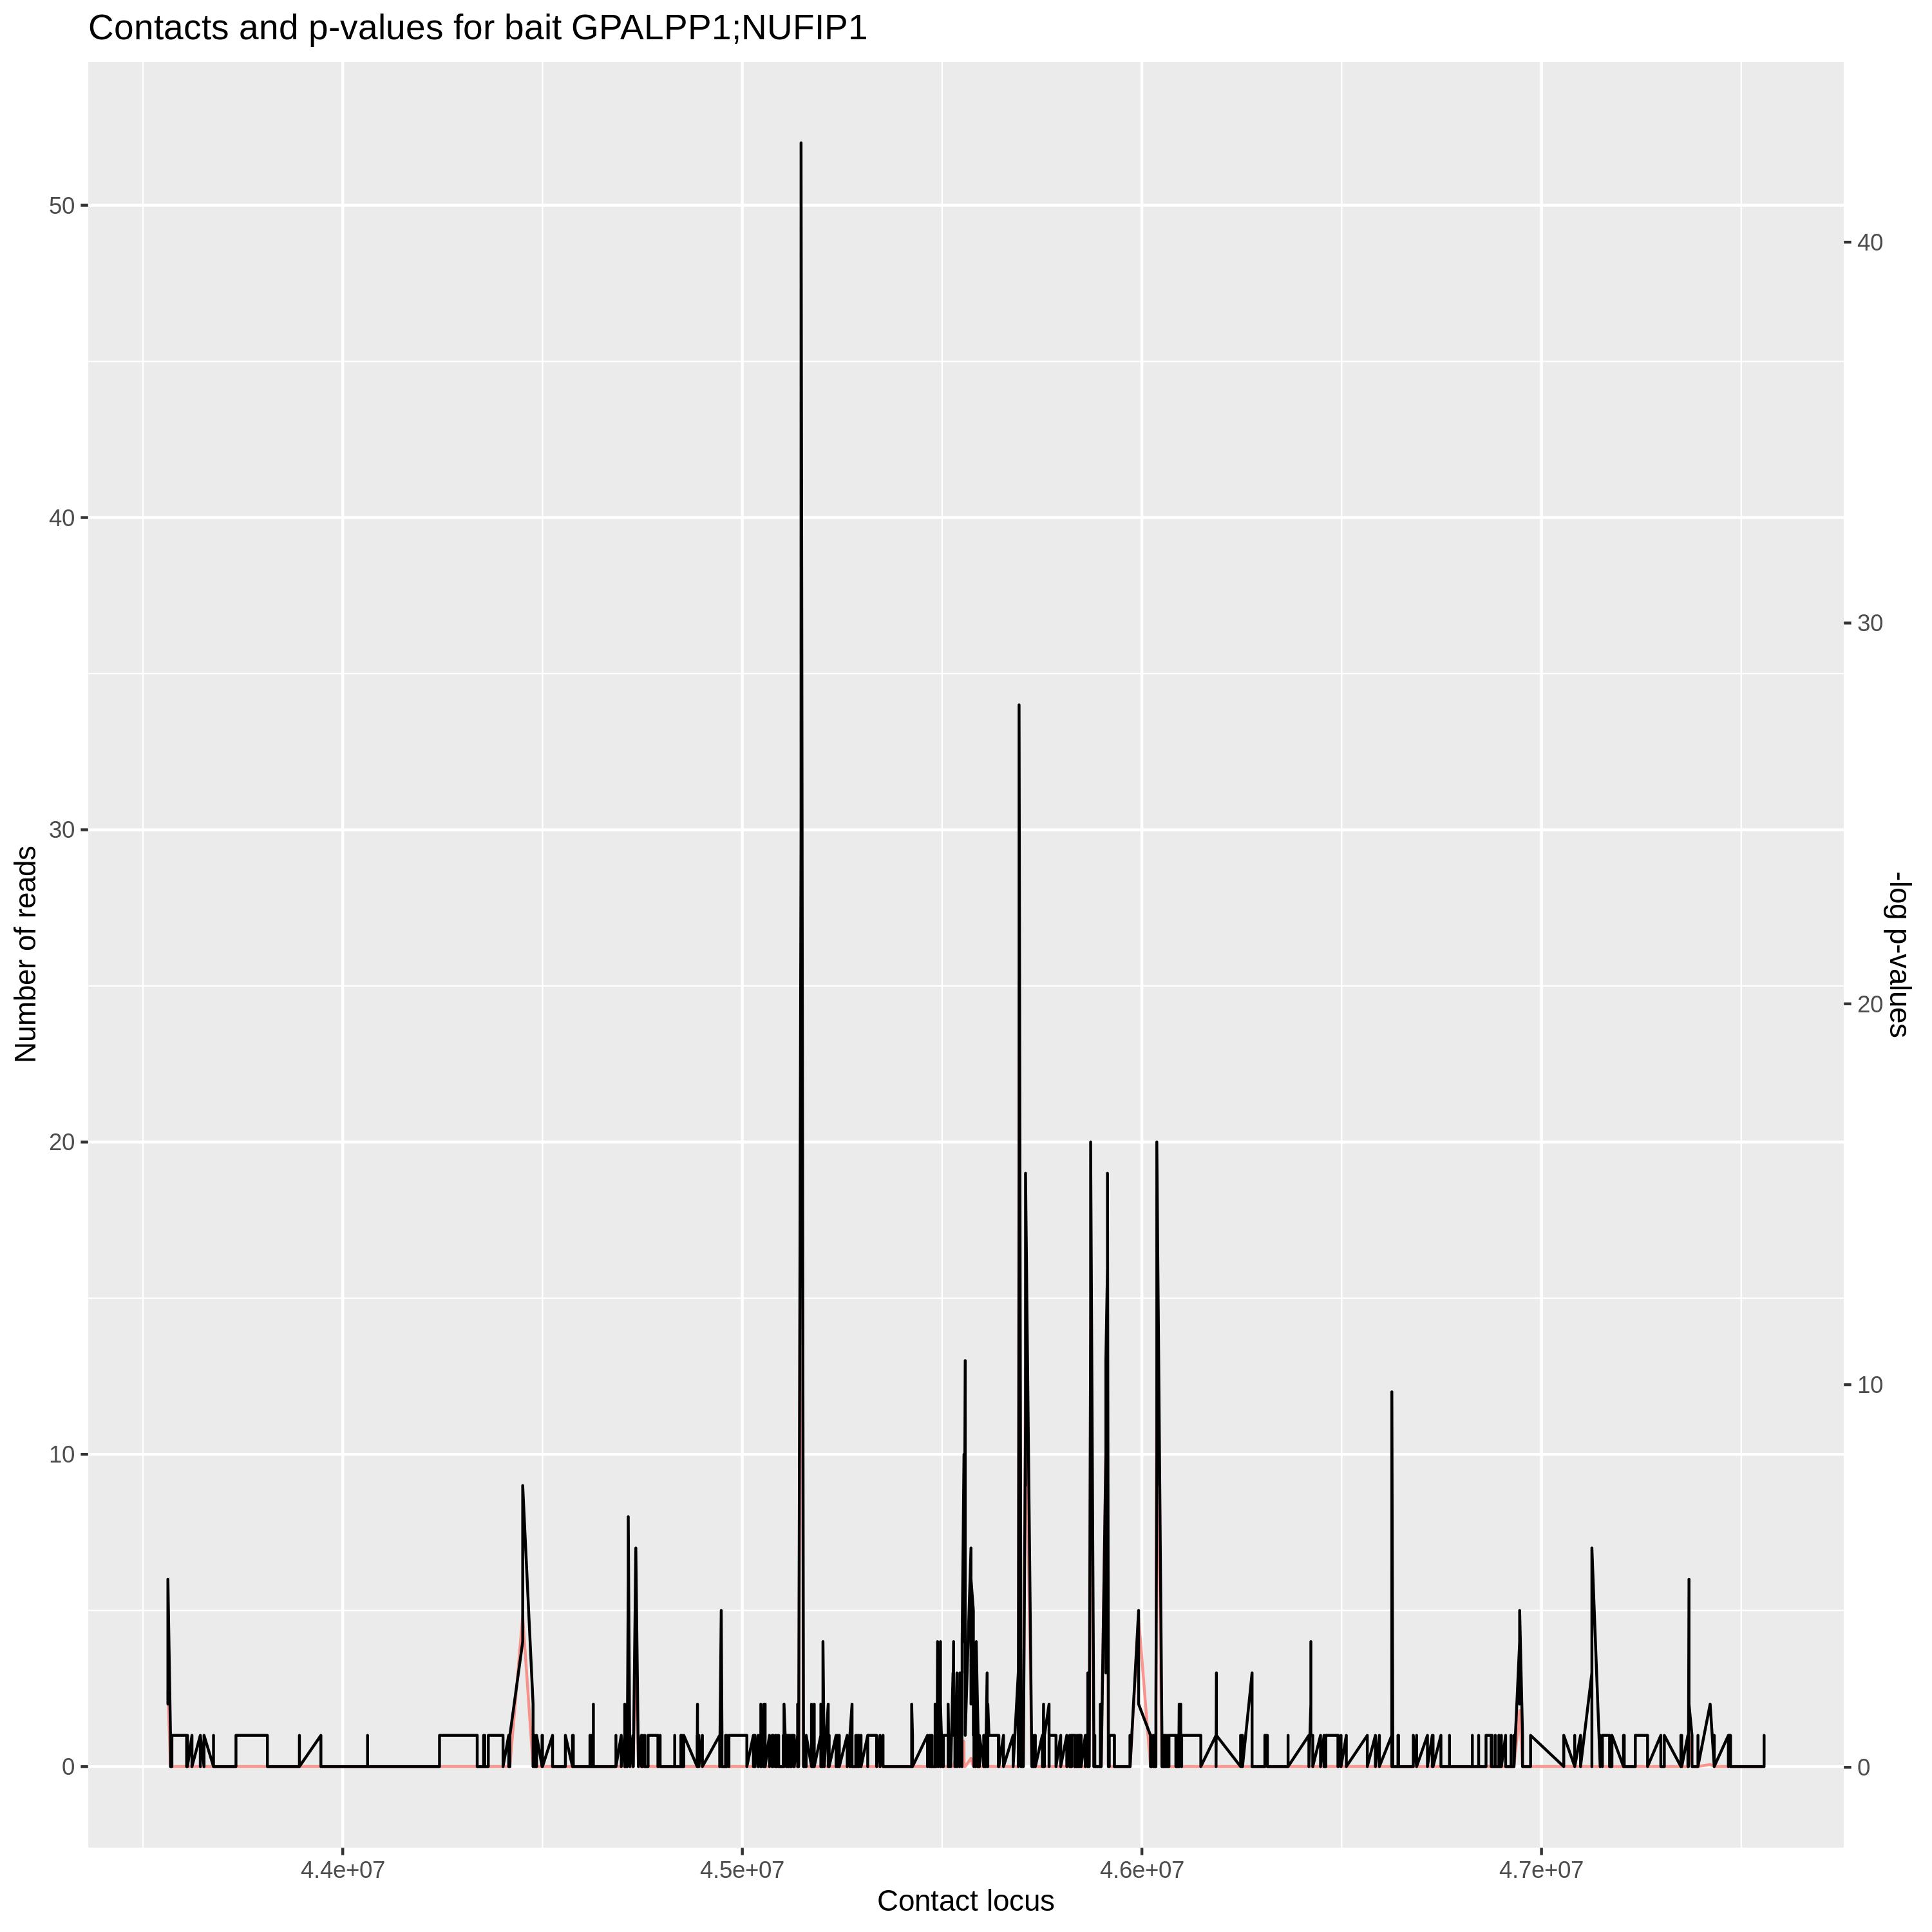 Contacts and p-values for bait GPALPP1;NUFIP1
50
40
30
20
10
0
Number of reads
40
30
20
10
0
-log p-values
4.4e+07
4.5e+07
4.6e+07
4.7e+07
Contact locus